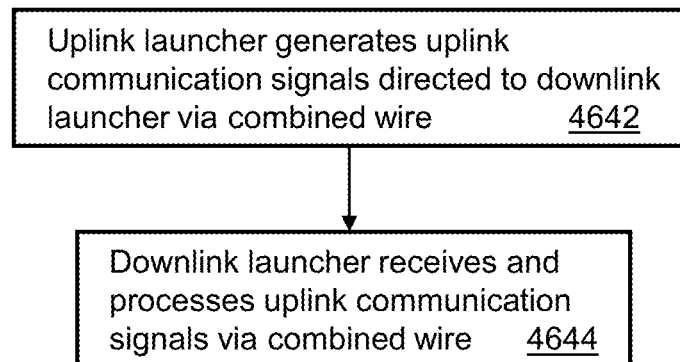 Uplink launcher generates uplink
communication signals directed to downlink
launcher via combined wire 4642
Downlink launcher receives and
processes uplink communication
signals via combined wire 4644